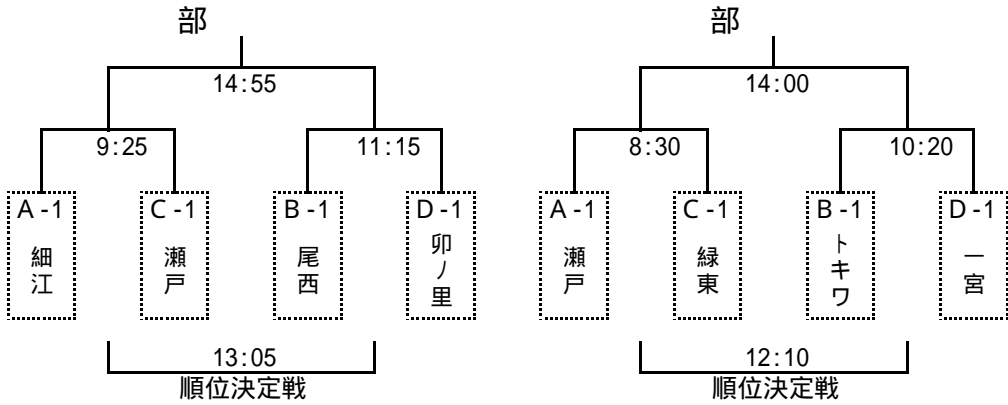 部
14:55
9:25
11:15
A-1
細江
C-1
瀬戸
B-1
尾西
D-1
卯ノ里
13:05
順位決定戦
部
14:00
8:30
10:20
A-1
瀬戸
C-1
緑東
B-1
トキワ
D-1
一宮
12:10
順位決定戦